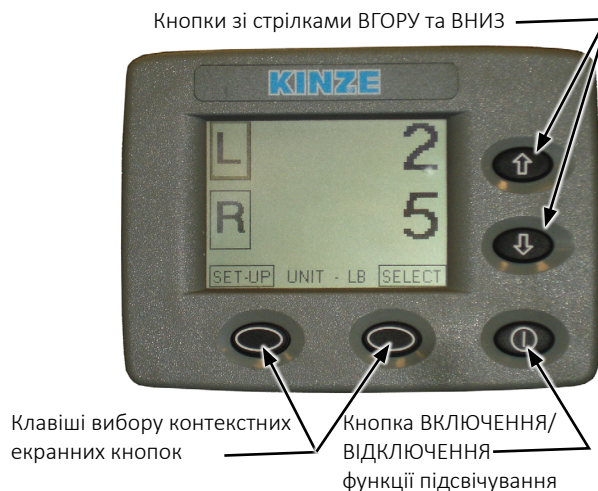 Кнопки зі стрілками ВГОРУ та ВНИЗ
KINZE
L 2
R 5
SET-UP UNIT - LB SELECT
Клавіші вибору контекстних
екранних кнопок
Кнопка ВКЛЮЧЕННЯ/
ВІДКЛЮЧЕННЯ
функції підсвічування